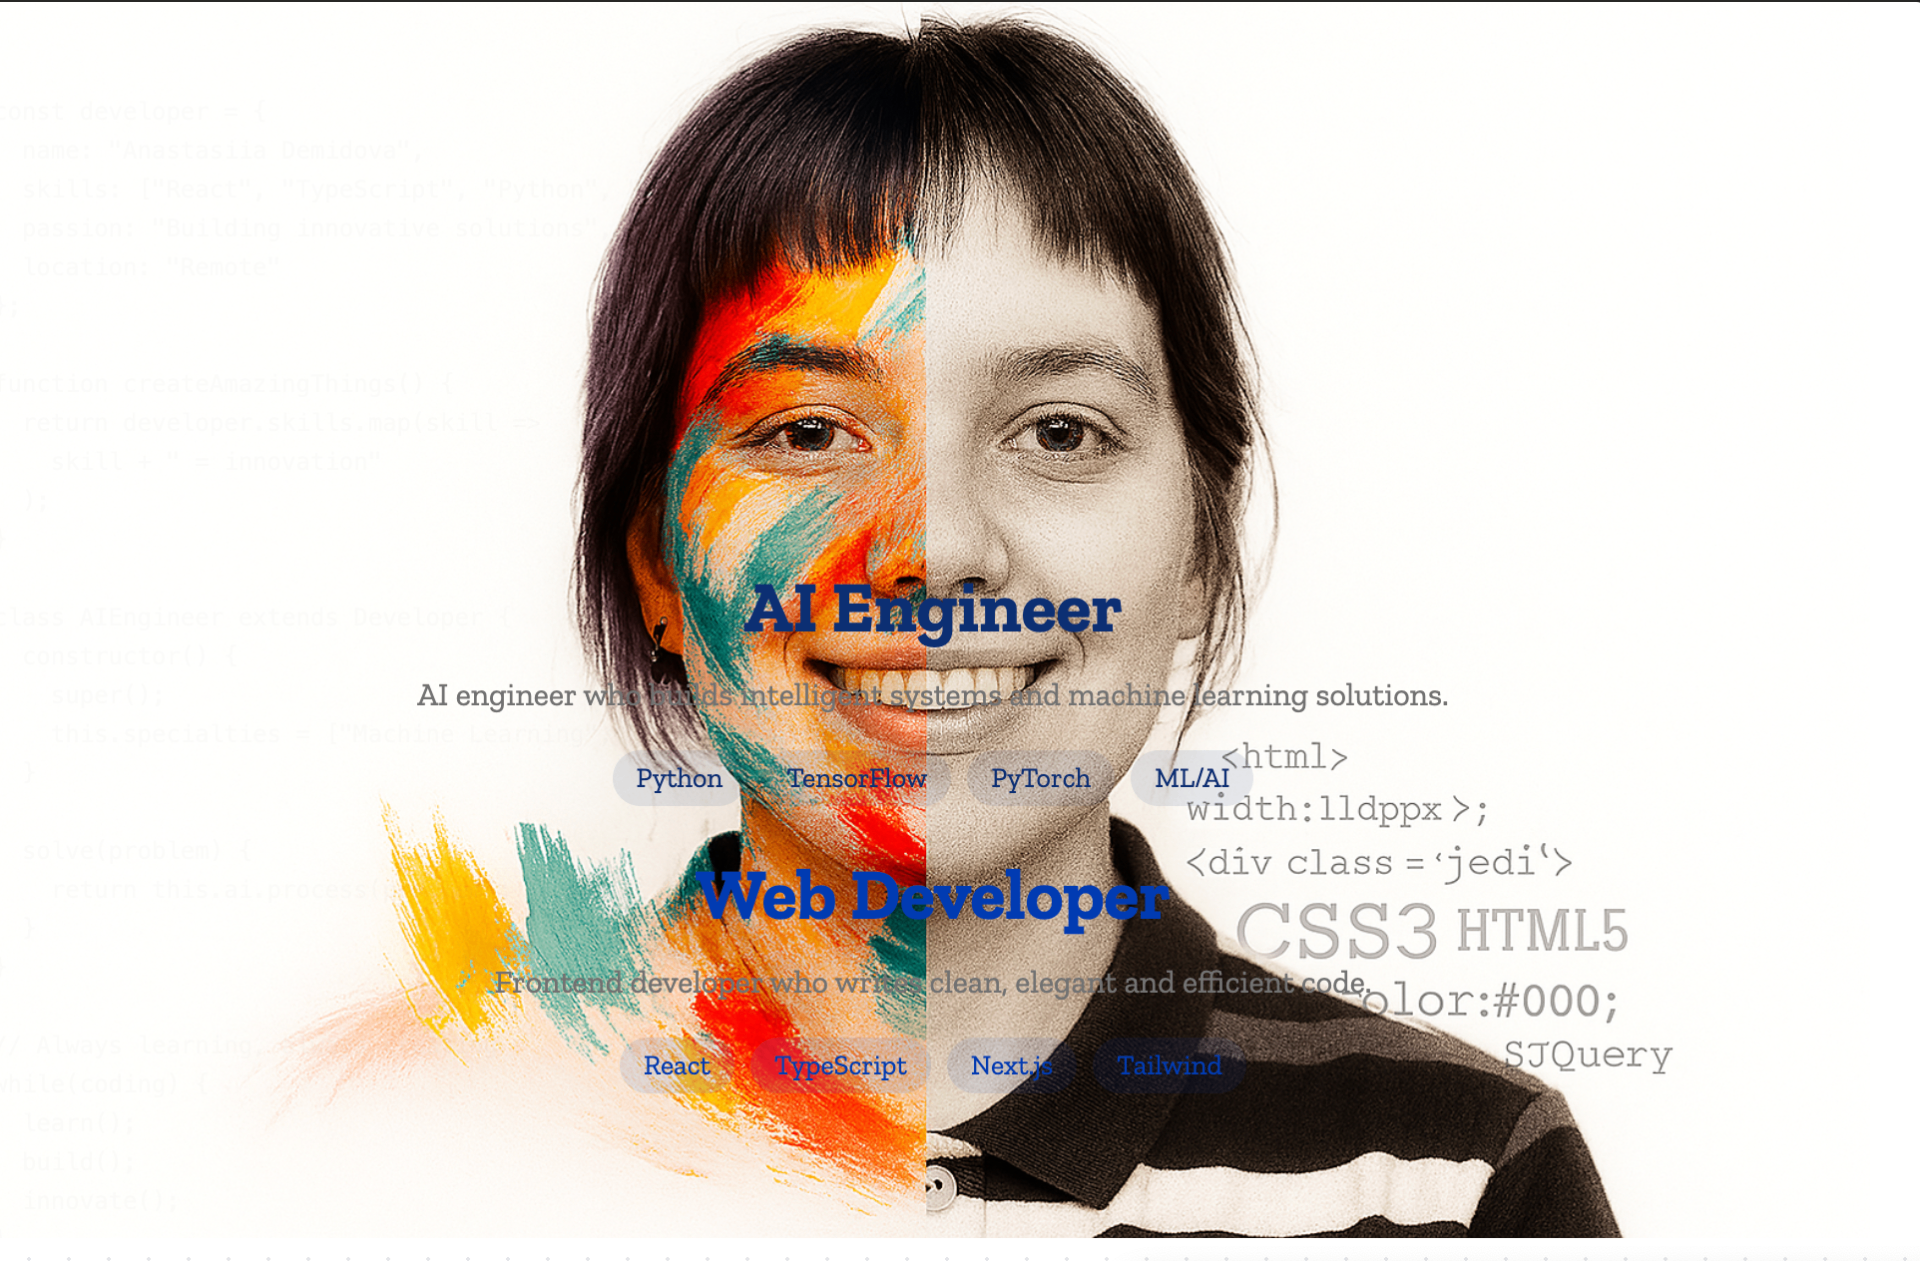 const developer = {
name: "Anastasiia Demidova",
skills: ["React", "TypeScript", "Python",
passion: "Building innovative solutions",
location: "Remote"
};
function createAmazingThings() {
return developer.skills.map(skill =>
skill + " = innovation"
);
}
class AIEngineer extends Developer {
constructor() {
super();
this.specialties = ["Machine Learning"
}
solve(problem) {
return this.ai.process(
}
}
// Always learning
while(coding) {
learn();
build();
innovate();
AI Engineer
AI engineer who builds intelligent systems and machine learning solutions.
Python TensorFlow PyTorch ML/AI
Web Developer
Frontend developer who writes clean, elegant and efficient code.
React TypeScript Next.js Tailwind
<html>
width:lldppx >;
<div class = ‘jedi‘>
CSS3 HTML5
color:#000;
SJQuery